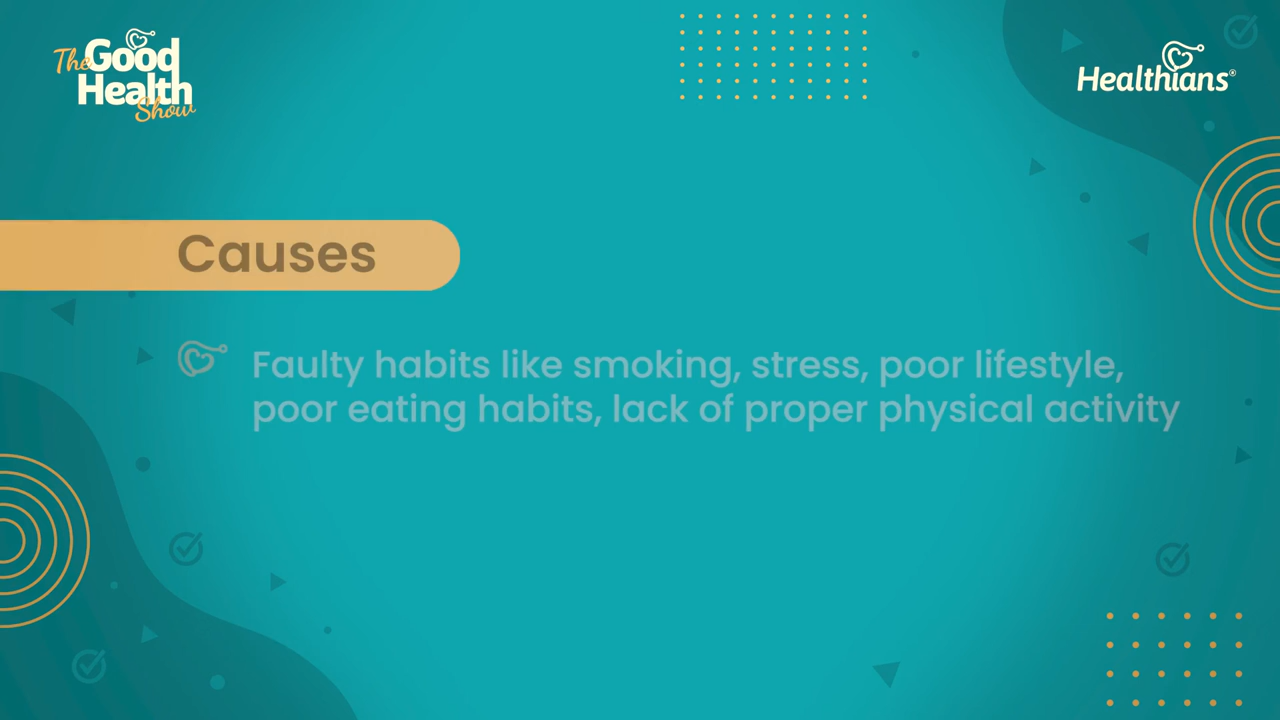 The Good
Health
Show
Healthians®
Causes
Faulty habits like smoking, stress, poor lifestyle,
poor eating habits, lack of proper physical activity